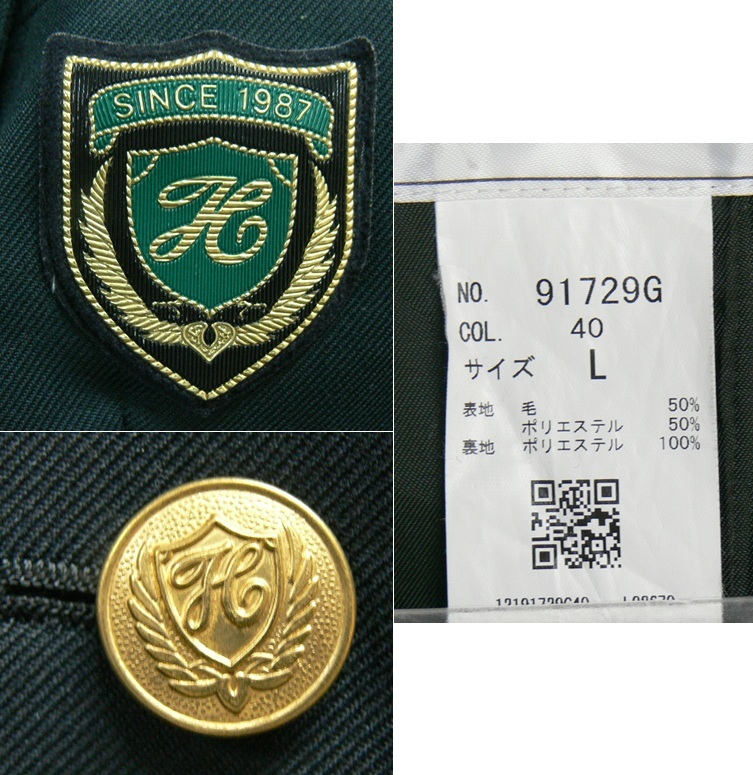 SINCE 1987
H
H
NO. 91729G
COL. 40
サイズ L
表地 毛 50%
ポリエステル 50%
裏地 ポリエステル 100%